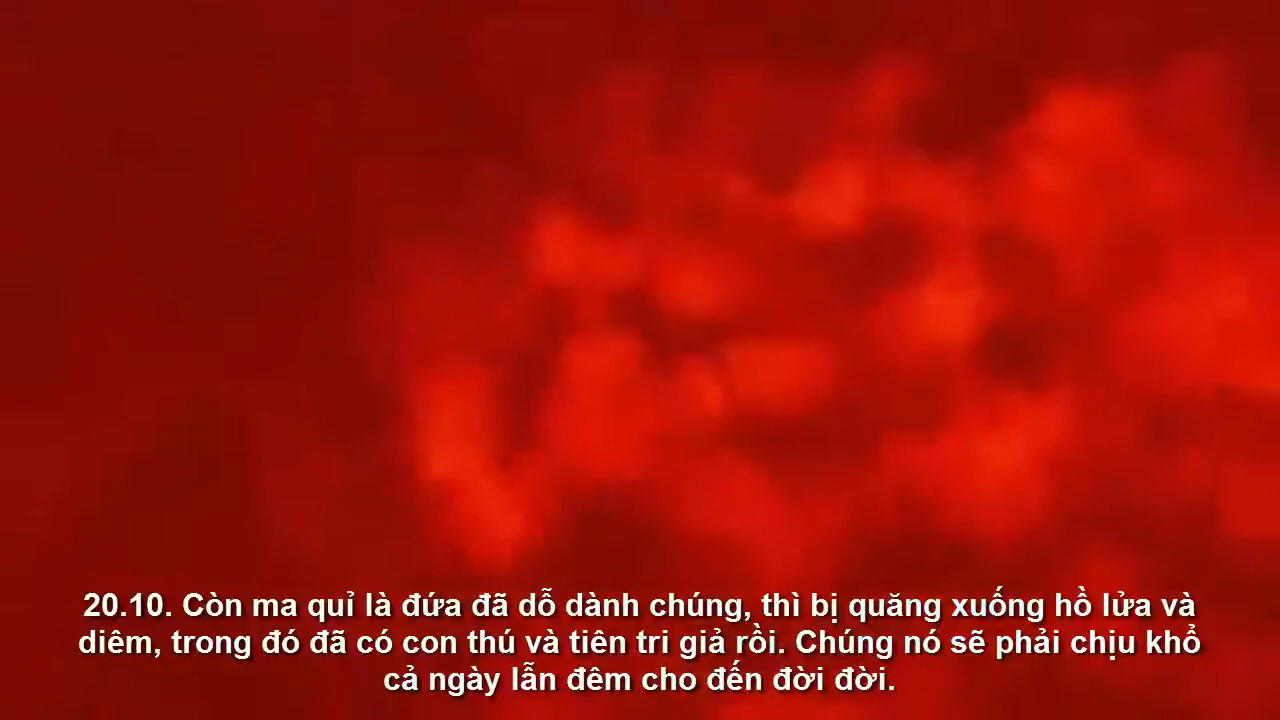 20.10. Còn ma quỉ là đứa đã dỗ dành chúng, thì bị quăng xuống hồ lửa và
diêm, trong đó đã có con thú và tiên tri giả rồi. Chúng nó sẽ phải chịu khổ
cả ngày lẫn đêm cho đến đời đời.